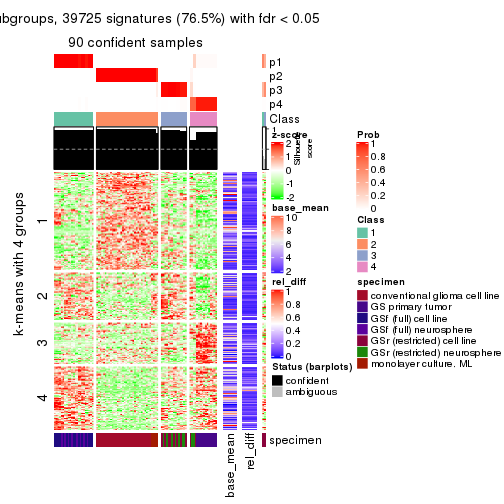 ubgroups, 39725 signatures (76.5%) with fdr < 0.05
90 confident samples
p1
p2
p3
p4
Class
1
Silhouette
score
k-means with 4 groups
1
2
3
4
base_mean
rel_diff
specimen
z-score
2
1
0
-1
-2
base_mean
10
8
6
4
2
rel_diff
1
0.8
0.6
0.4
0.2
0
Status (barplots)
confident
ambiguous
Prob
1
0.8
0.6
0.4
0.2
0
Class
1
2
3
4
specimen
conventional glioma cell line
GS primary tumor
GSf (full) cell line
GSf (full) neurosphere
GSr (restricted) cell line
GSr (restricted) neurosphere
monolayer culture. ML